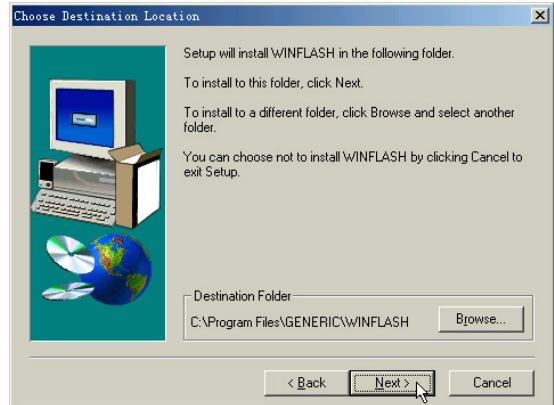 Choose Destination Location
Setup will install WINFLASH in the following folder.
To install to this folder, click Next.
To install to a different folder, click Browse and select another
folder.
You can choose not to install WINFLASH by clicking Cancel to
exit Setup.
Destination Folder
C:\Program Files\GENERIC\WINFLASH
Browse...
< Back
Next >
Cancel